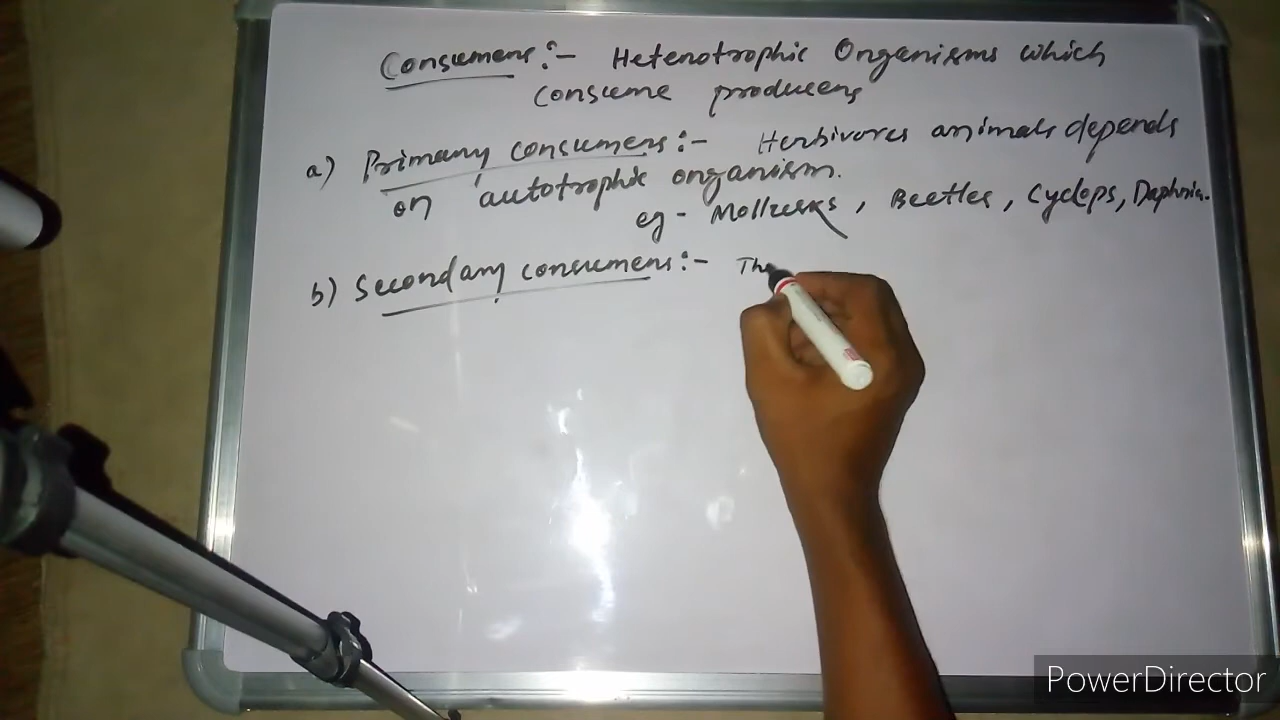 Consumers:- Heterotrophic Organisms which
consume producers
a) Primary consumers:- Herbivores animals depends
on autotrophic organism.
eg - Mollusks, Beetles, Cyclops, Daphnia.
b) Secondary consumers:- The
PowerDirector